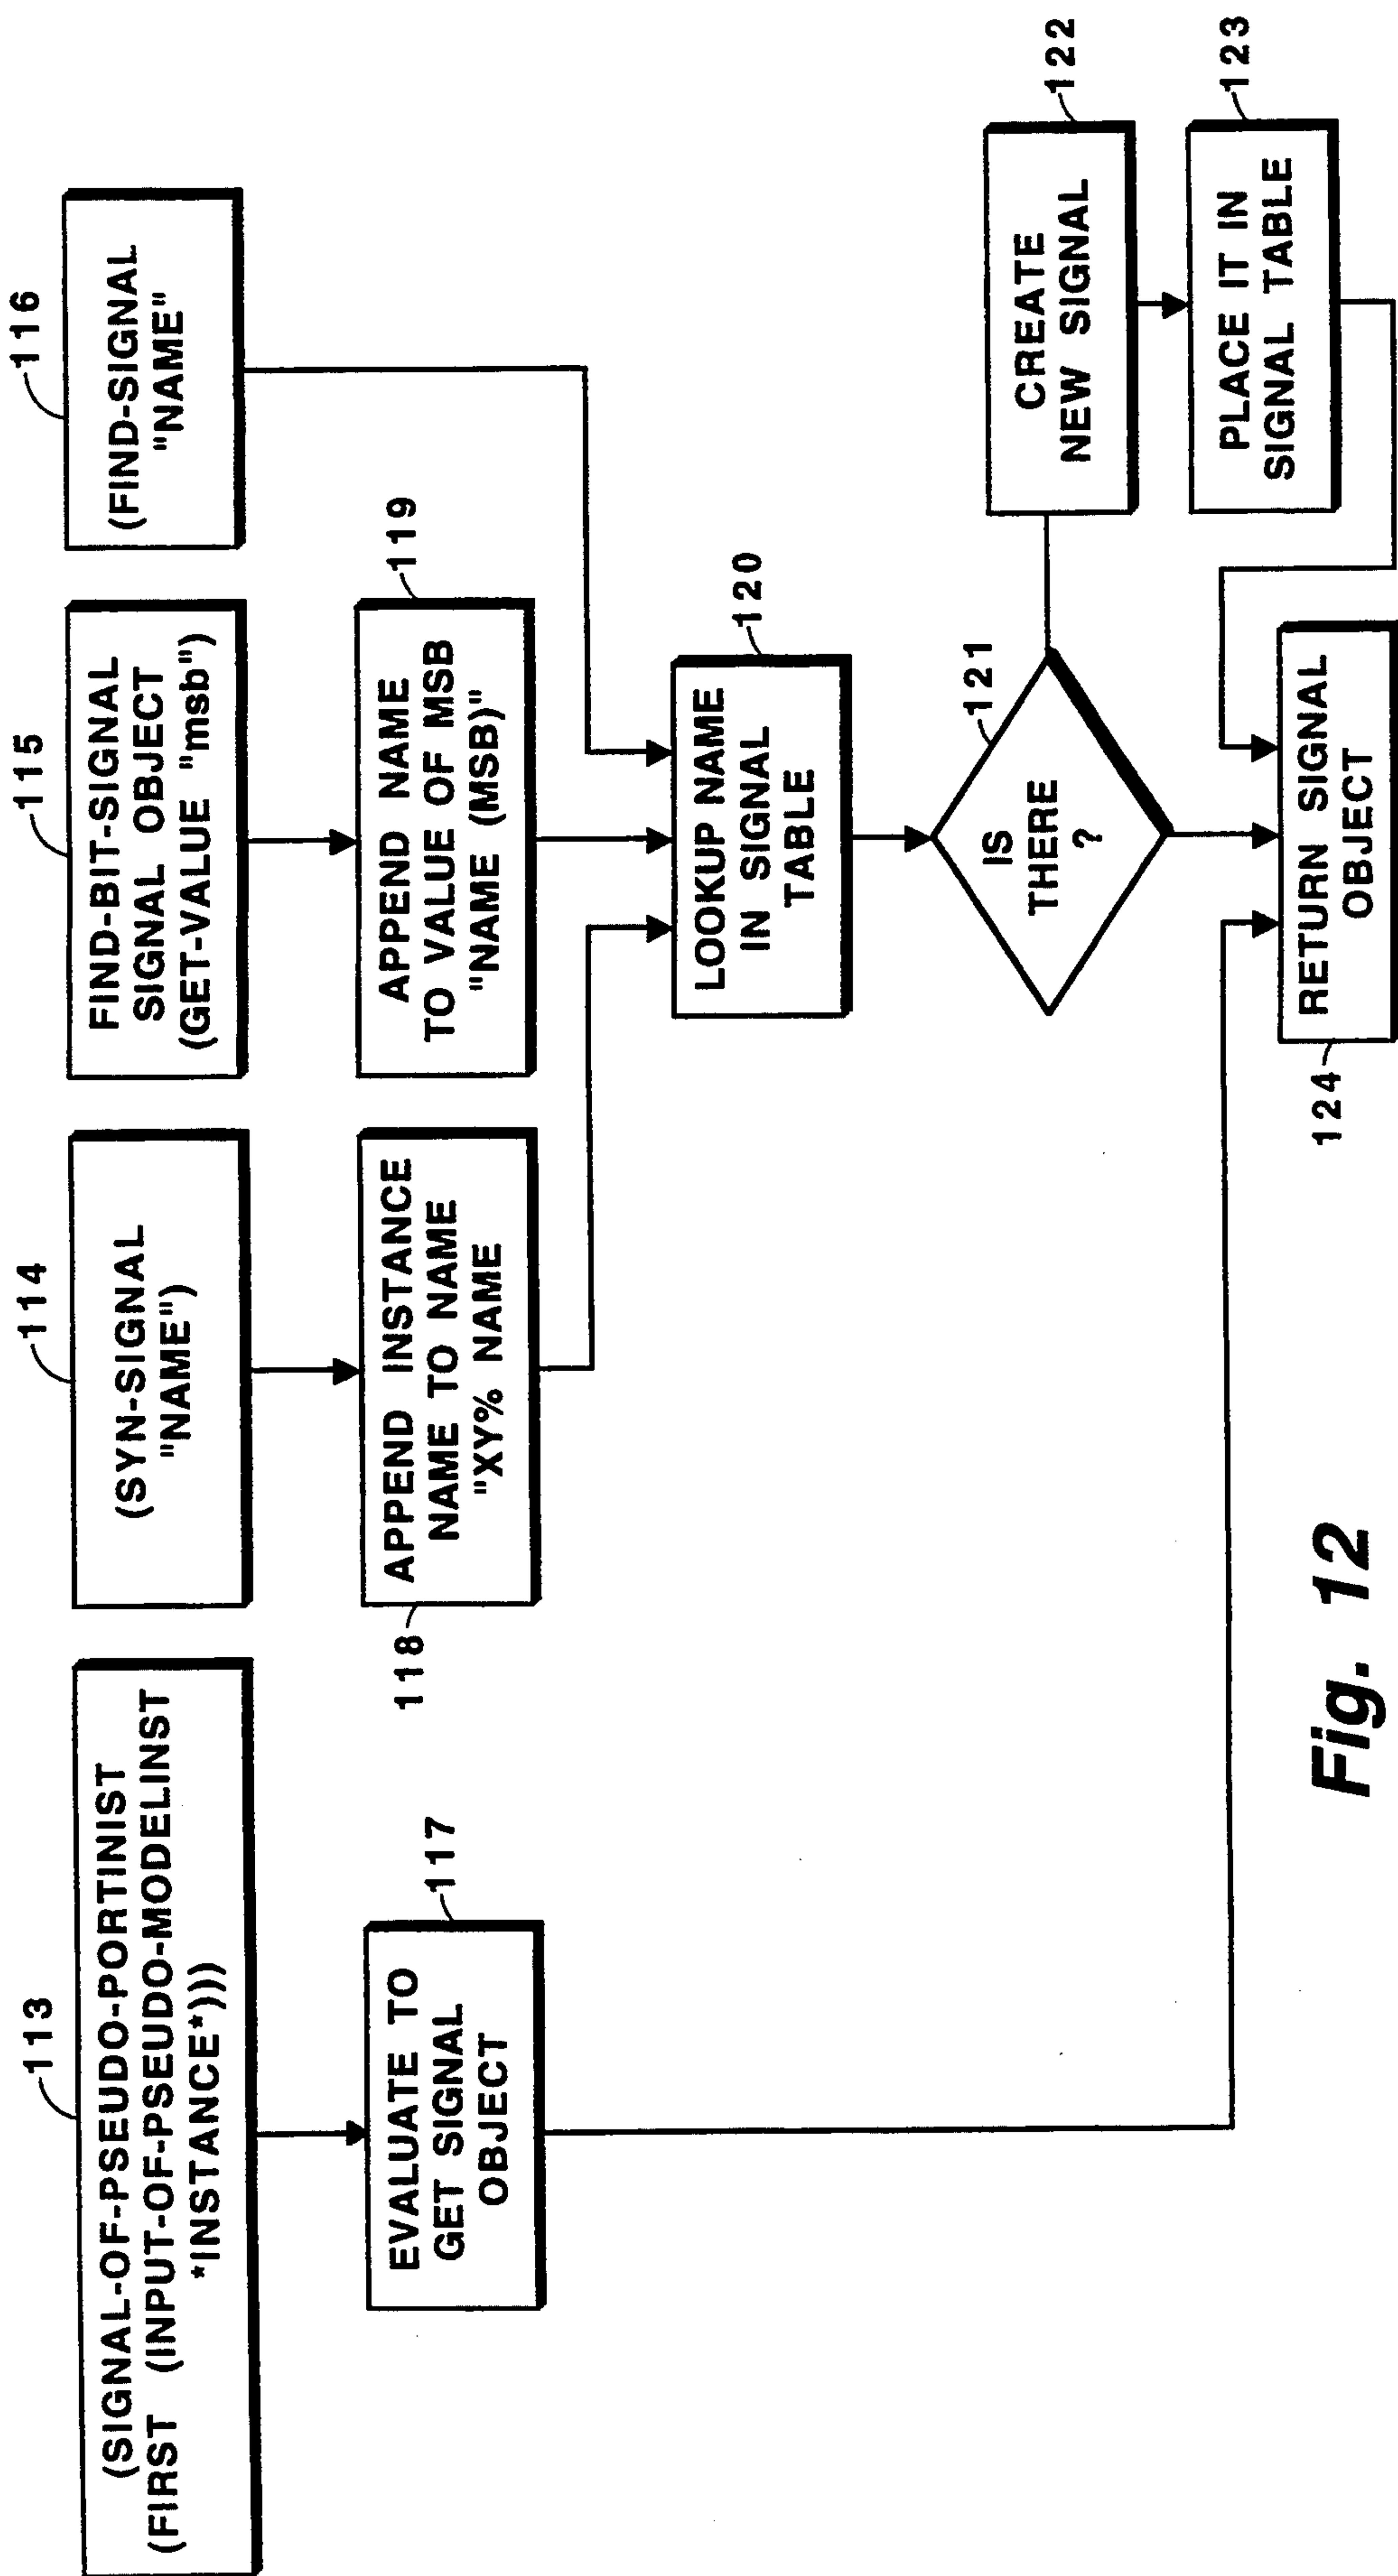 113
(SIGNAL-OF-PSEUDO-PORTINIST
(FIRST (INPUT-OF-PSEUDO-MODELINST
*INSTANCE*)))
114
(SYN-SIGNAL
"NAME")
115
FIND-BIT-SIGNAL
SIGNAL OBJECT
(GET-VALUE "msb")
116
(FIND-SIGNAL
"NAME"
117
EVALUATE TO
GET SIGNAL
OBJECT
118
APPEND INSTANCE
NAME TO NAME
"XY% NAME
119
APPEND NAME
TO VALUE OF MSB
"NAME (MSB)"
120
LOOKUP NAME
IN SIGNAL
TABLE
121
IS
THERE
?
122
CREATE
NEW SIGNAL
123
PLACE IT IN
SIGNAL TABLE
124
RETURN SIGNAL
OBJECT
Fig. 12